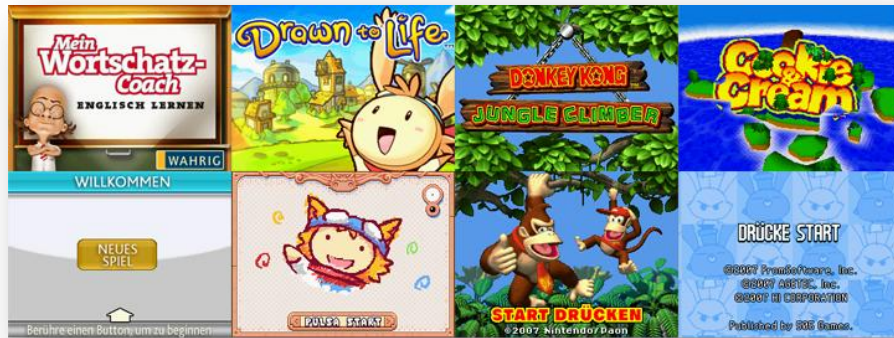 Mein
Wortschatz-
Coach
ENGLISCH LERNEN
WAHRIG
WILLKOMMEN
NEUES
SPIEL
Berühre einen Button, um zu beginnen
Drawn to Life
PULSA START
DONKEY KONG
JUNGLE CLIMBER
START DRÜCKEN
©2007 Nintendo/Paon
Cookie
&
Cream
DRÜCKE START
©2007 FromSoftware, Inc.
©2007 AGETEC, Inc.
©2007 HI CORPORATION
Published by 505 Games.